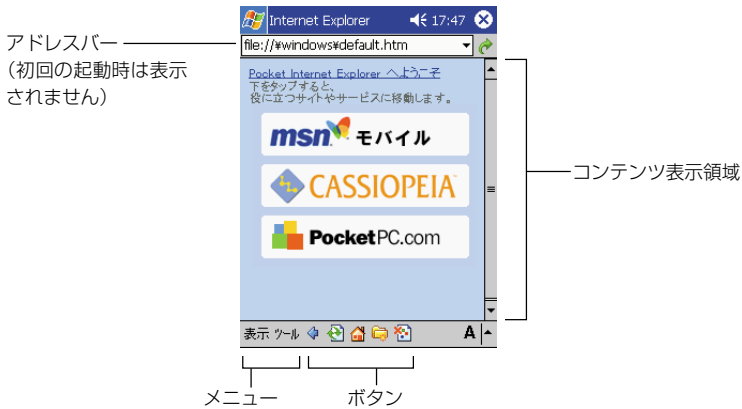 Internet Explorer 17:47
アドレスバー
(初回の起動時は表示
されません)
file://¥windows¥default.htm
Pocket Internet Explorer へようこそ
下をタップすると、
役に立つサイトやサービスに移動します。
msn モバイル
CASSIOPEIA
PocketPC.com
コンテンツ表示領域
表示 ツール A
メニュー
ボタン